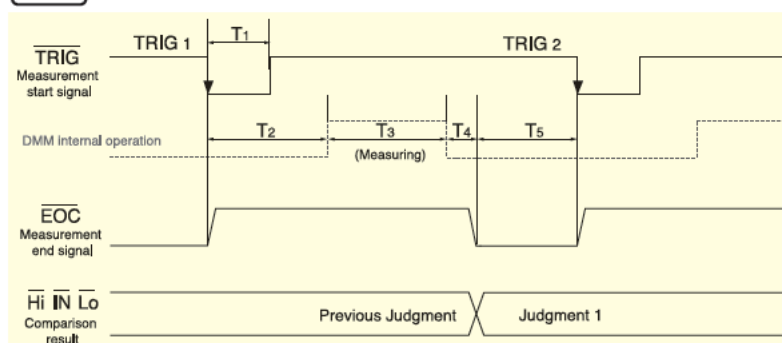 TRIG 1
T1
TRIG 2
TRIG
Measurement
start signal
DMM internal operation
T2
T3
T4
T5
(Measuring)
EOC
Measurement
end signal
Hi IN Lo
Comparison
result
Previous Judgment
Judgment 1